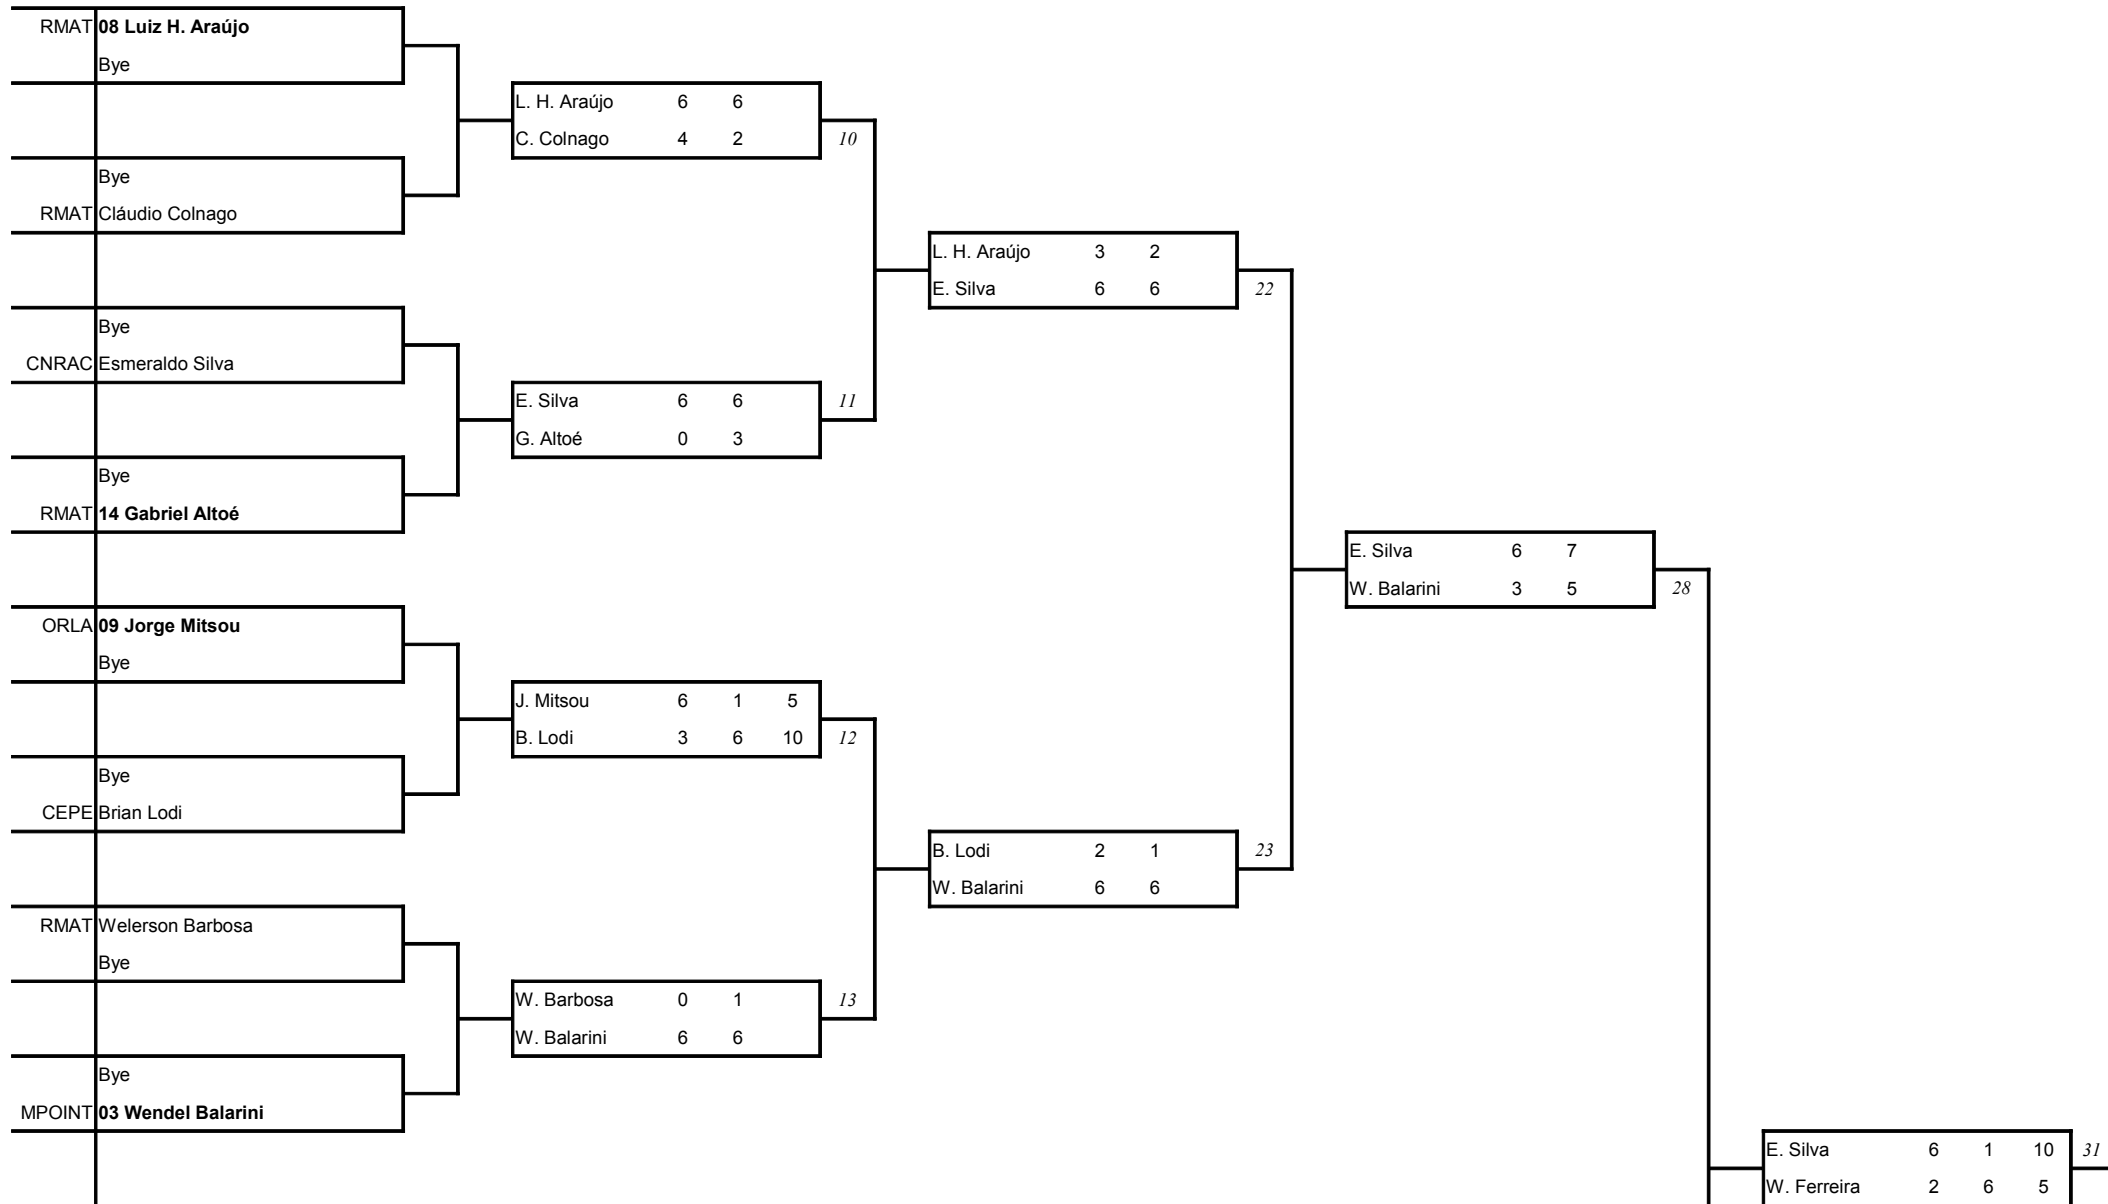 RMAT 08 Luiz H. Araújo
Bye
L. H. Araújo 6 6
C. Colnago 4 2 10
Bye
RMAT Cláudio Colnago
L. H. Araújo 3 2
E. Silva 6 6 22
Bye
CNRAC Esmeraldo Silva
E. Silva 6 6 11
G. Altoé 0 3
Bye
RMAT 14 Gabriel Altoé
E. Silva 6 7
W. Balarini 3 5 28
ORLA 09 Jorge Mitsou
Bye
J. Mitsou 6 1 5
B. Lodi 3 6 10 12
Bye
CEPE Brian Lodi
B. Lodi 2 1 23
W. Balarini 6 6
RMAT Welerson Barbosa
Bye
W. Barbosa 0 1 13
W. Balarini 6 6
Bye
MPOINT 03 Wendel Balarini
E. Silva 6 1 10 31
W. Ferreira 2 6 5